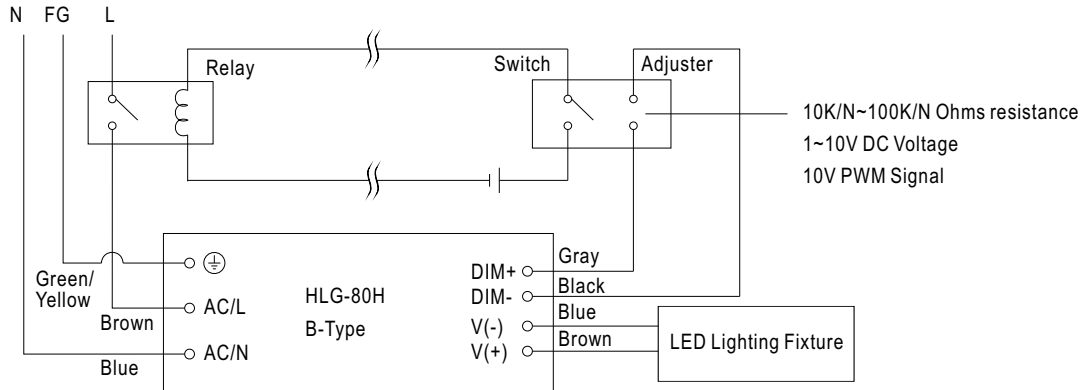 N FG L
Relay
Switch
Adjuster
10K/N~100K/N Ohms resistance
1~10V DC Voltage
10V PWM Signal
Green/
Yellow
Brown
Blue
AC/L
AC/N
HLG-80H
B-Type
DIM+
DIM-
V(-)
V(+)
Gray
Black
Blue
Brown
LED Lighting Fixture